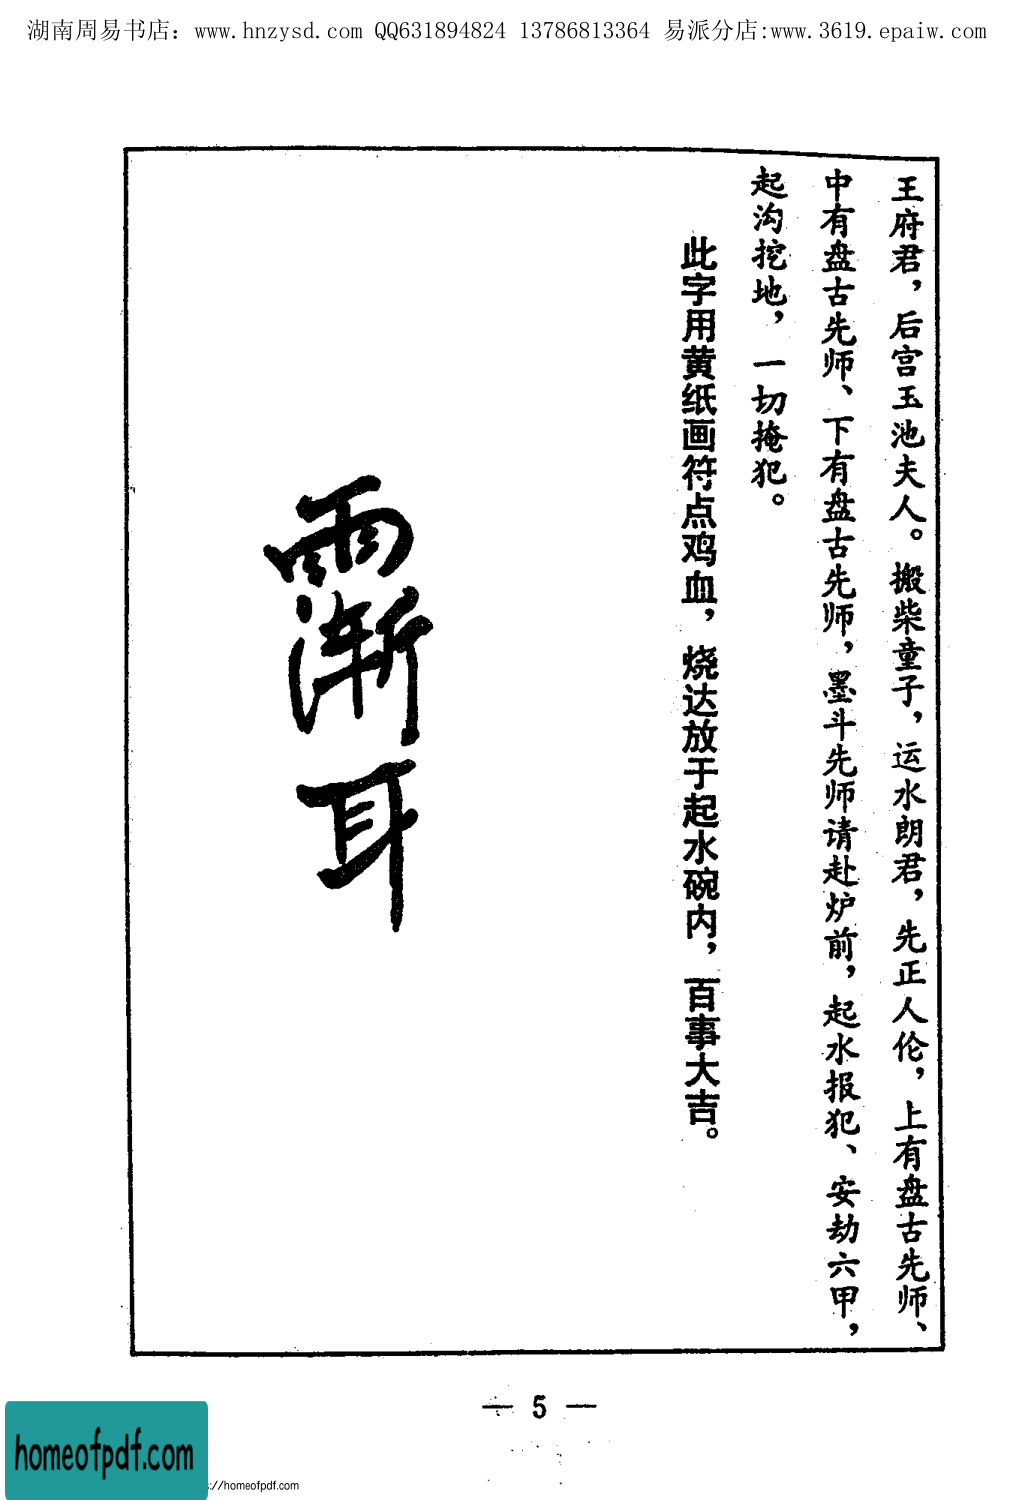 湖南周易书店：www.hnzysd.com QQ631894824 13786813364 易派分店:www.3619.epaiw.com
王府君，后宫玉池夫人。搬柴童子，运水朗君，先正人伦，上有盘古先师、
中有盘古先师、下有盘古先师，墨斗先师请赴炉前，起水报犯、安劫六甲，
起沟挖地，一切掩犯。
此字用黄纸画符点鸡血，烧达放于起水碗内，百事大吉。
雨
渐
耳
— 5 —
homeofpdf.com
s://homeofpdf.com